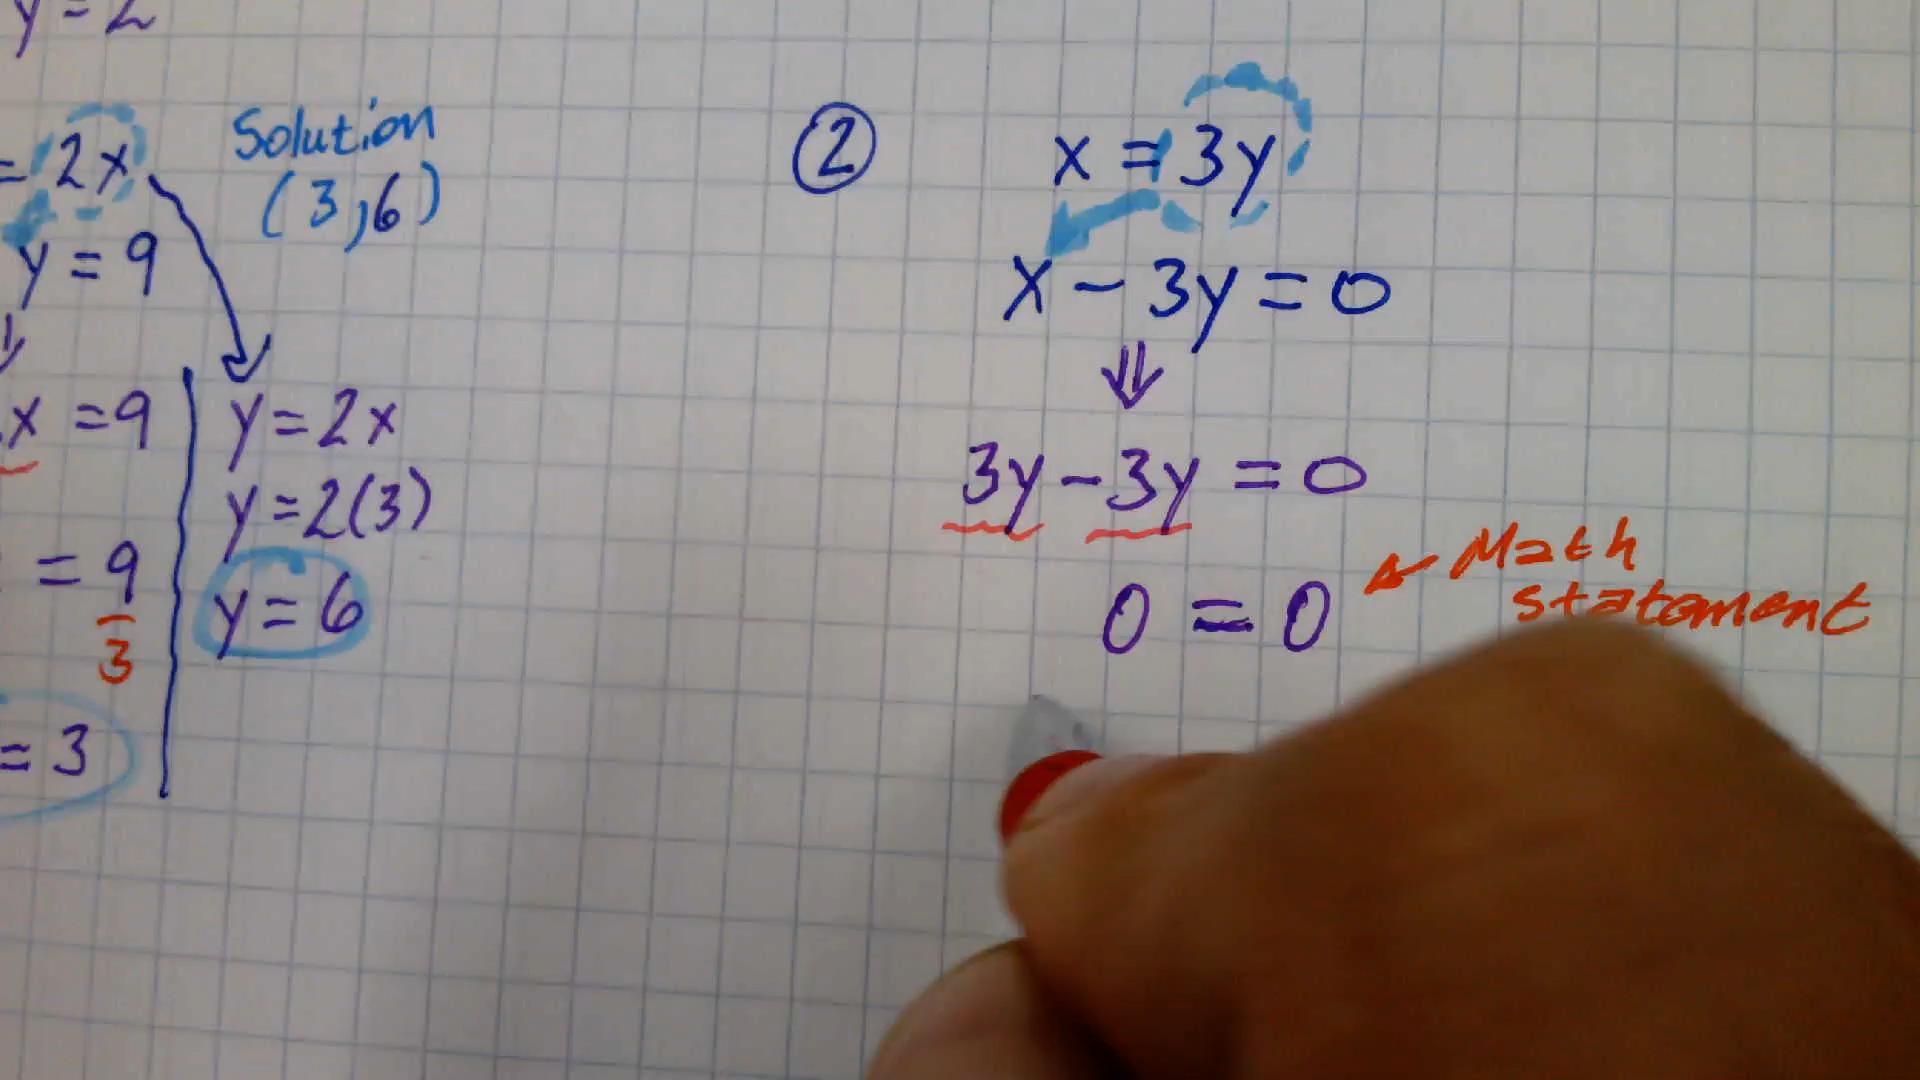 y = 2
= 2x
y = 9
x = 9
= 9
3
= 3
Solution
(3,6)
y = 2x
y = 2(3)
y = 6
2
x = 3y
x - 3y = 0
3y - 3y = 0
0 = 0
Math
statement